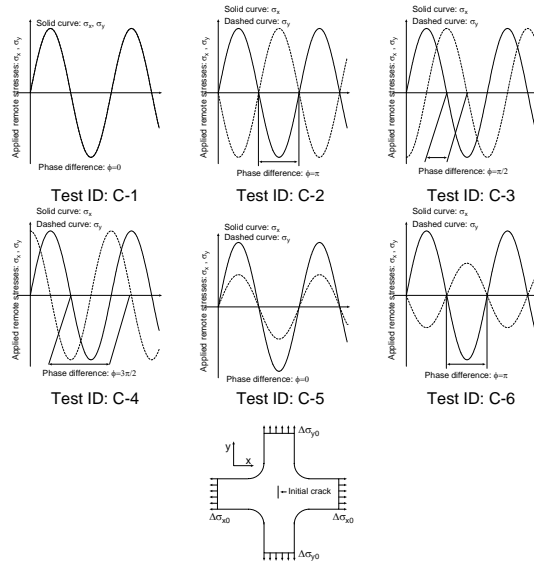 Solid curve: σx, σy
Applied remote stresses: σx , σy
Phase difference: ϕ=0
Test ID: C-1
Solid curve: σx
Dashed curve: σy
Applied remote stresses: σx , σy
Phase difference: ϕ=π
Test ID: C-2
Solid curve: σx
Dashed curve: σy
Applied remote stresses: σx , σy
Phase difference: ϕ=π/2
Test ID: C-3
Solid curve: σx
Dashed curve: σy
Applied remote stresses: σx , σy
Phase difference: ϕ=3π/2
Test ID: C-4
Solid curve: σx
Dashed curve: σy
Applied remote stresses: σx , σy
Phase difference: ϕ=0
Test ID: C-5
Solid curve: σx
Dashed curve: σy
Applied remote stresses: σx , σy
Phase difference: ϕ=π
Test ID: C-6
Δσy0
y
x
Initial crack
Δσx0
Δσx0
Δσy0